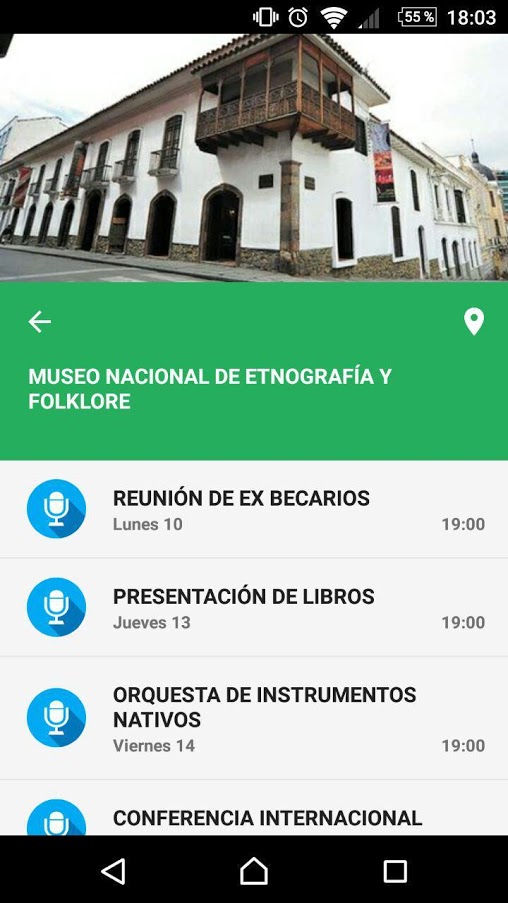 55 % 18:03
MUSEO NACIONAL DE ETNOGRAFÍA Y
FOLKLORE
REUNIÓN DE EX BECARIOS
Lunes 10 19:00
PRESENTACIÓN DE LIBROS
Jueves 13 19:00
ORQUESTA DE INSTRUMENTOS
NATIVOS
Viernes 14 19:00
CONFERENCIA INTERNACIONAL